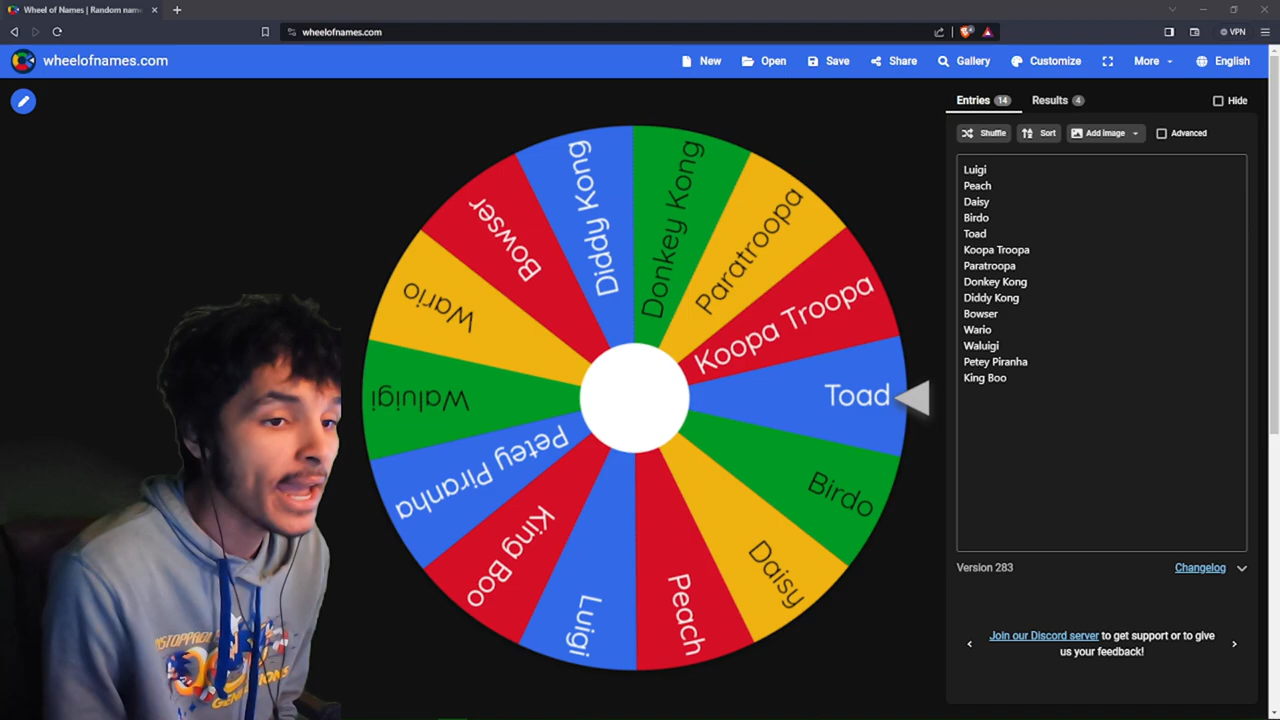 Wheel of Names | Random nam
wheelofnames.com
VPN
wheelofnames.com
New
Open
Save
Share
Gallery
Customize
More
English
Entries 14
Results 4
Hide
Shuffle
Sort
Add image
Advanced
Luigi
Peach
Daisy
Birdo
Toad
Koopa Troopa
Paratroopa
Donkey Kong
Diddy Kong
Bowser
Wario
Waluigi
Petey Piranha
King Boo
Diddy Kong
Donkey Kong
Paratroopa
Koopa Troopa
Toad
Birdo
Daisy
Peach
Luigi
King Boo
Petey Piranha
Waluigi
Wario
Bowser
Version 283
Changelog
Join our Discord server to get support or to give
us your feedback!
GENERATIONS